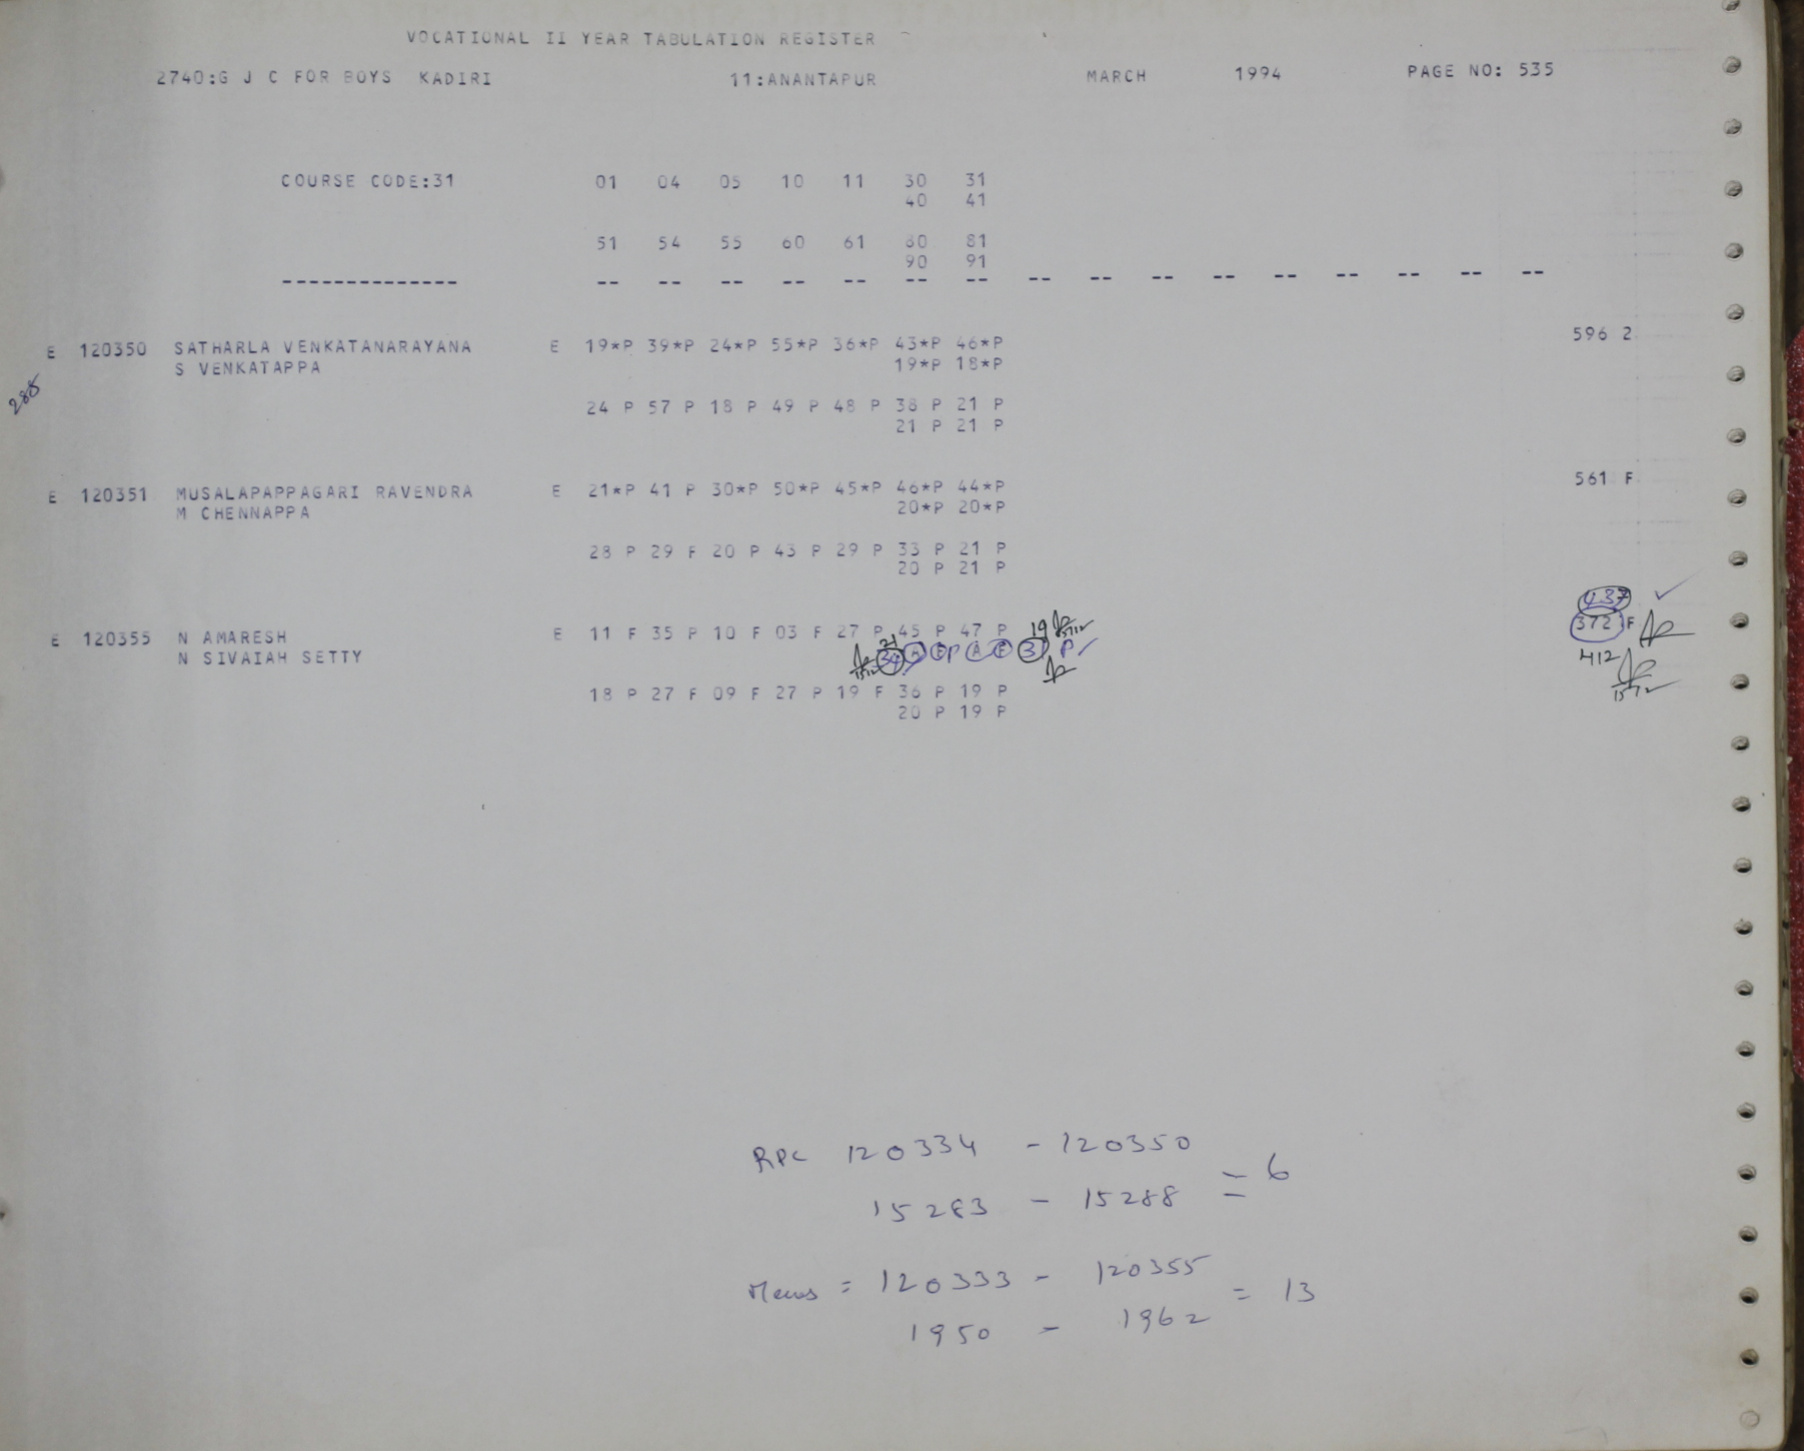 VOCATIONAL II YEAR TABULATION REGISTER
2740:G J C FOR BOYS KADIRI 11:ANANTAPUR MARCH 1994 PAGE NO: 535
COURSE CODE:31 01 04 05 10 11 30 31
40 41
51 54 55 60 61 80 81
90 91
-------------- -- -- -- -- -- -- -- -- -- -- -- -- -- -- -- --
E 120350 SATHARLA VENKATANARAYANA E 19*P 39*P 24*P 55*P 36*P 43*P 46*P 596 2
S VENKATAPPA 19*P 18*P
285
24 P 57 P 18 P 49 P 48 P 38 P 21 P
21 P 21 P
E 120351 MUSALAPAPPAGARI RAVENDRA E 21*P 41 P 30*P 50*P 45*P 46*P 44*P 561 F
M CHENNAPPA 20*P 20*P
28 P 29 F 20 P 43 P 29 P 33 P 21 P
20 P 21 P
437
E 120355 N AMARESH E 11 F 35 P 10 F 03 F 27 P 45 P 47 P 19 372 F
N SIVAIAH SETTY 21 A F P A F P 412
18 P 27 F 09 F 27 P 19 F 36 P 19 P
20 P 19 P
RPC 120334 - 120350
15283 - 15288 = 6
Mews = 120333 - 120355
1950 - 1962 = 13